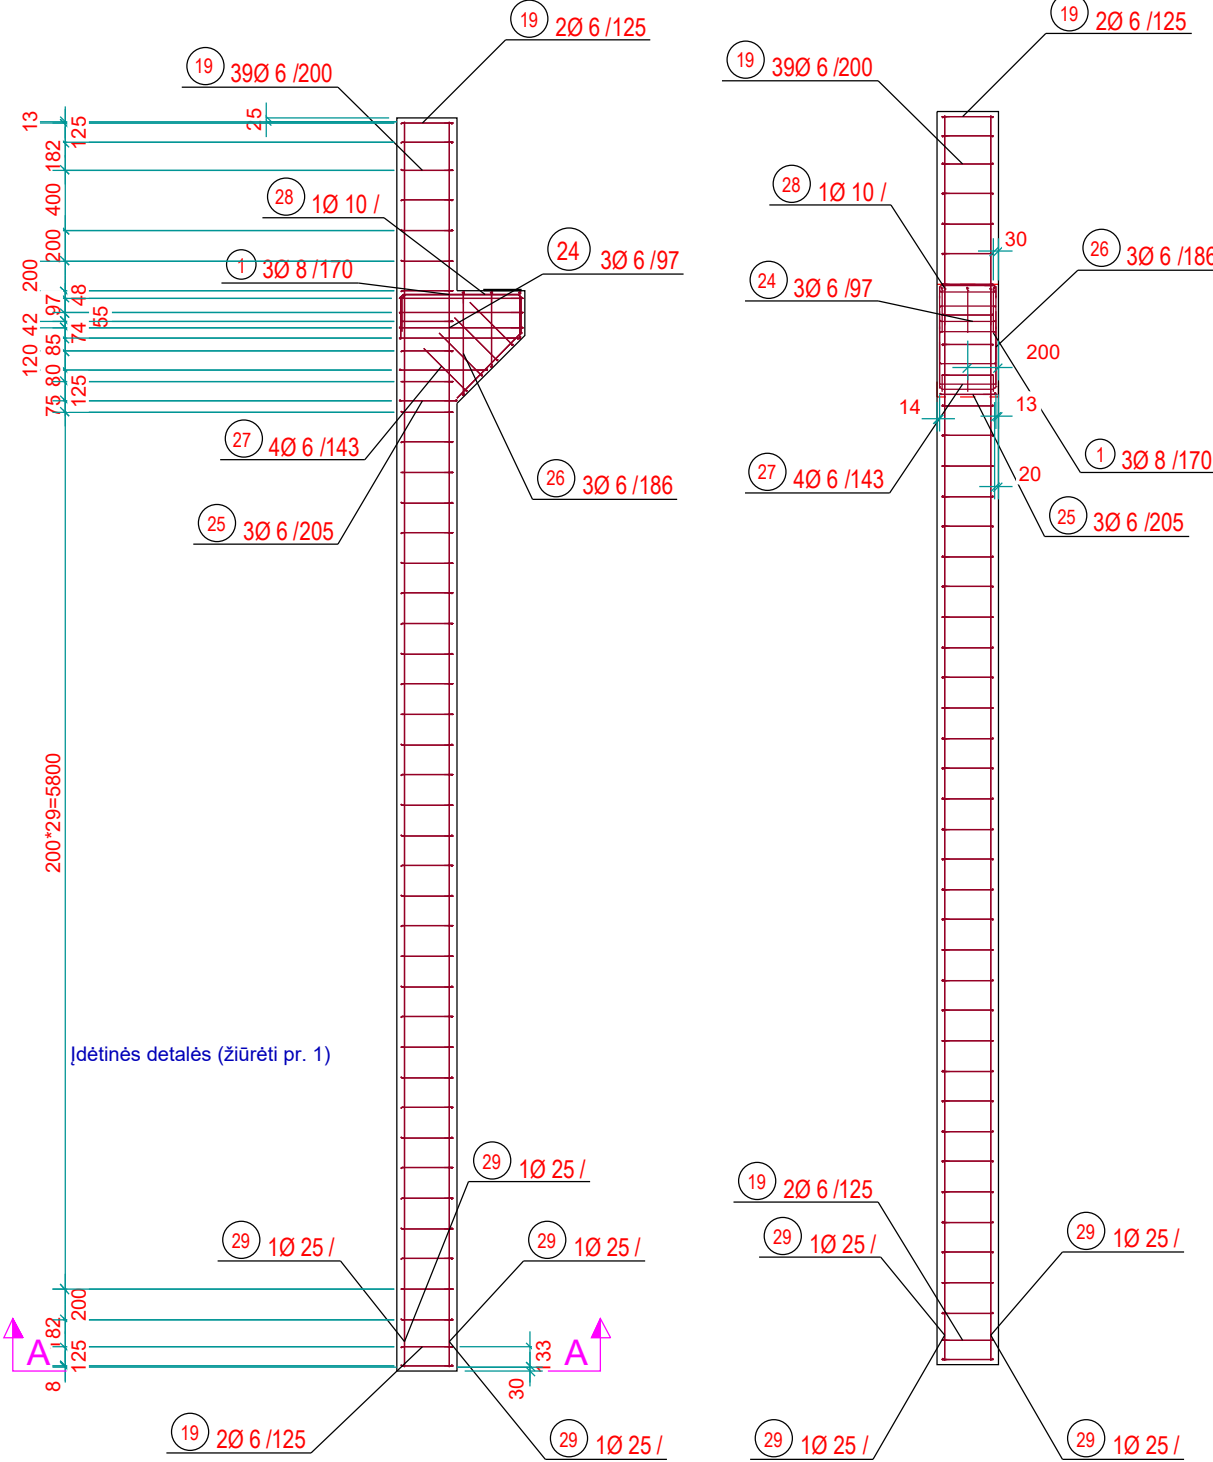 19 2Ø 6 /125
19 39Ø 6 /200
28 1Ø 10 /
1 3Ø 8 /170
24 3Ø 6 /97
27 4Ø 6 /143
26 3Ø 6 /186
25 3Ø 6 /205
13
125
25
182
400
200
200
48
97
55
42
74
85
120
80
125
75
200*29=5800
Įdėtinės detalės (žiūrėti pr. 1)
29 1Ø 25 /
29 1Ø 25 /
29 1Ø 25 /
200
182
125
8
A
A
133
30
19 2Ø 6 /125
29 1Ø 25 /
19 2Ø 6 /125
19 39Ø 6 /200
28 1Ø 10 /
30
26 3Ø 6 /186
24 3Ø 6 /97
200
14
13
1 3Ø 8 /170
27 4Ø 6 /143
20
25 3Ø 6 /205
19 2Ø 6 /125
29 1Ø 25 /
29 1Ø 25 /
29 1Ø 25 /
29 1Ø 25 /